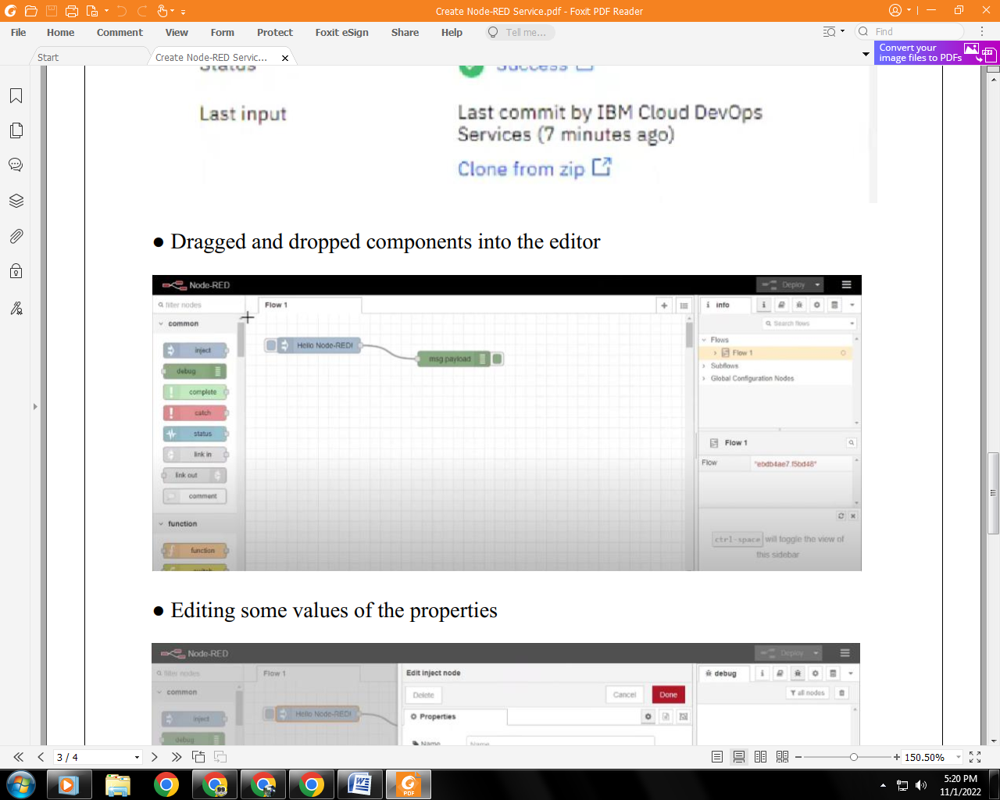 Create Node-RED Service.pdf - Foxit PDF Reader
File Home Comment View Form Protect Foxit eSign Share Help Tell me... Find
Start Create Node-RED Servic... Convert your
image files to PDFs
Status Success
Last input Last commit by IBM Cloud DevOps
Services (7 minutes ago)
Clone from zip
● Dragged and dropped components into the editor
Node-RED Deploy
filter nodes Flow 1 info
common Search flows
Hello Node-RED! Flows
inject msg.payload Flow 1
debug Subflows
complete Global Configuration Nodes
catch
status
link in Flow 1
link out Flow "ebdb4ae7.f5bd48"
comment
function
ctrl-space will toggle the view of
this sidebar
function
switch
● Editing some values of the properties
Node-RED Deploy
filter nodes Flow 1 Edit inject node debug
common Delete Cancel Done all nodes
inject Hello Node-RED! Properties
debug Name Name
3 / 4 150.50%
99
PDF
5:20 PM
11/1/2022